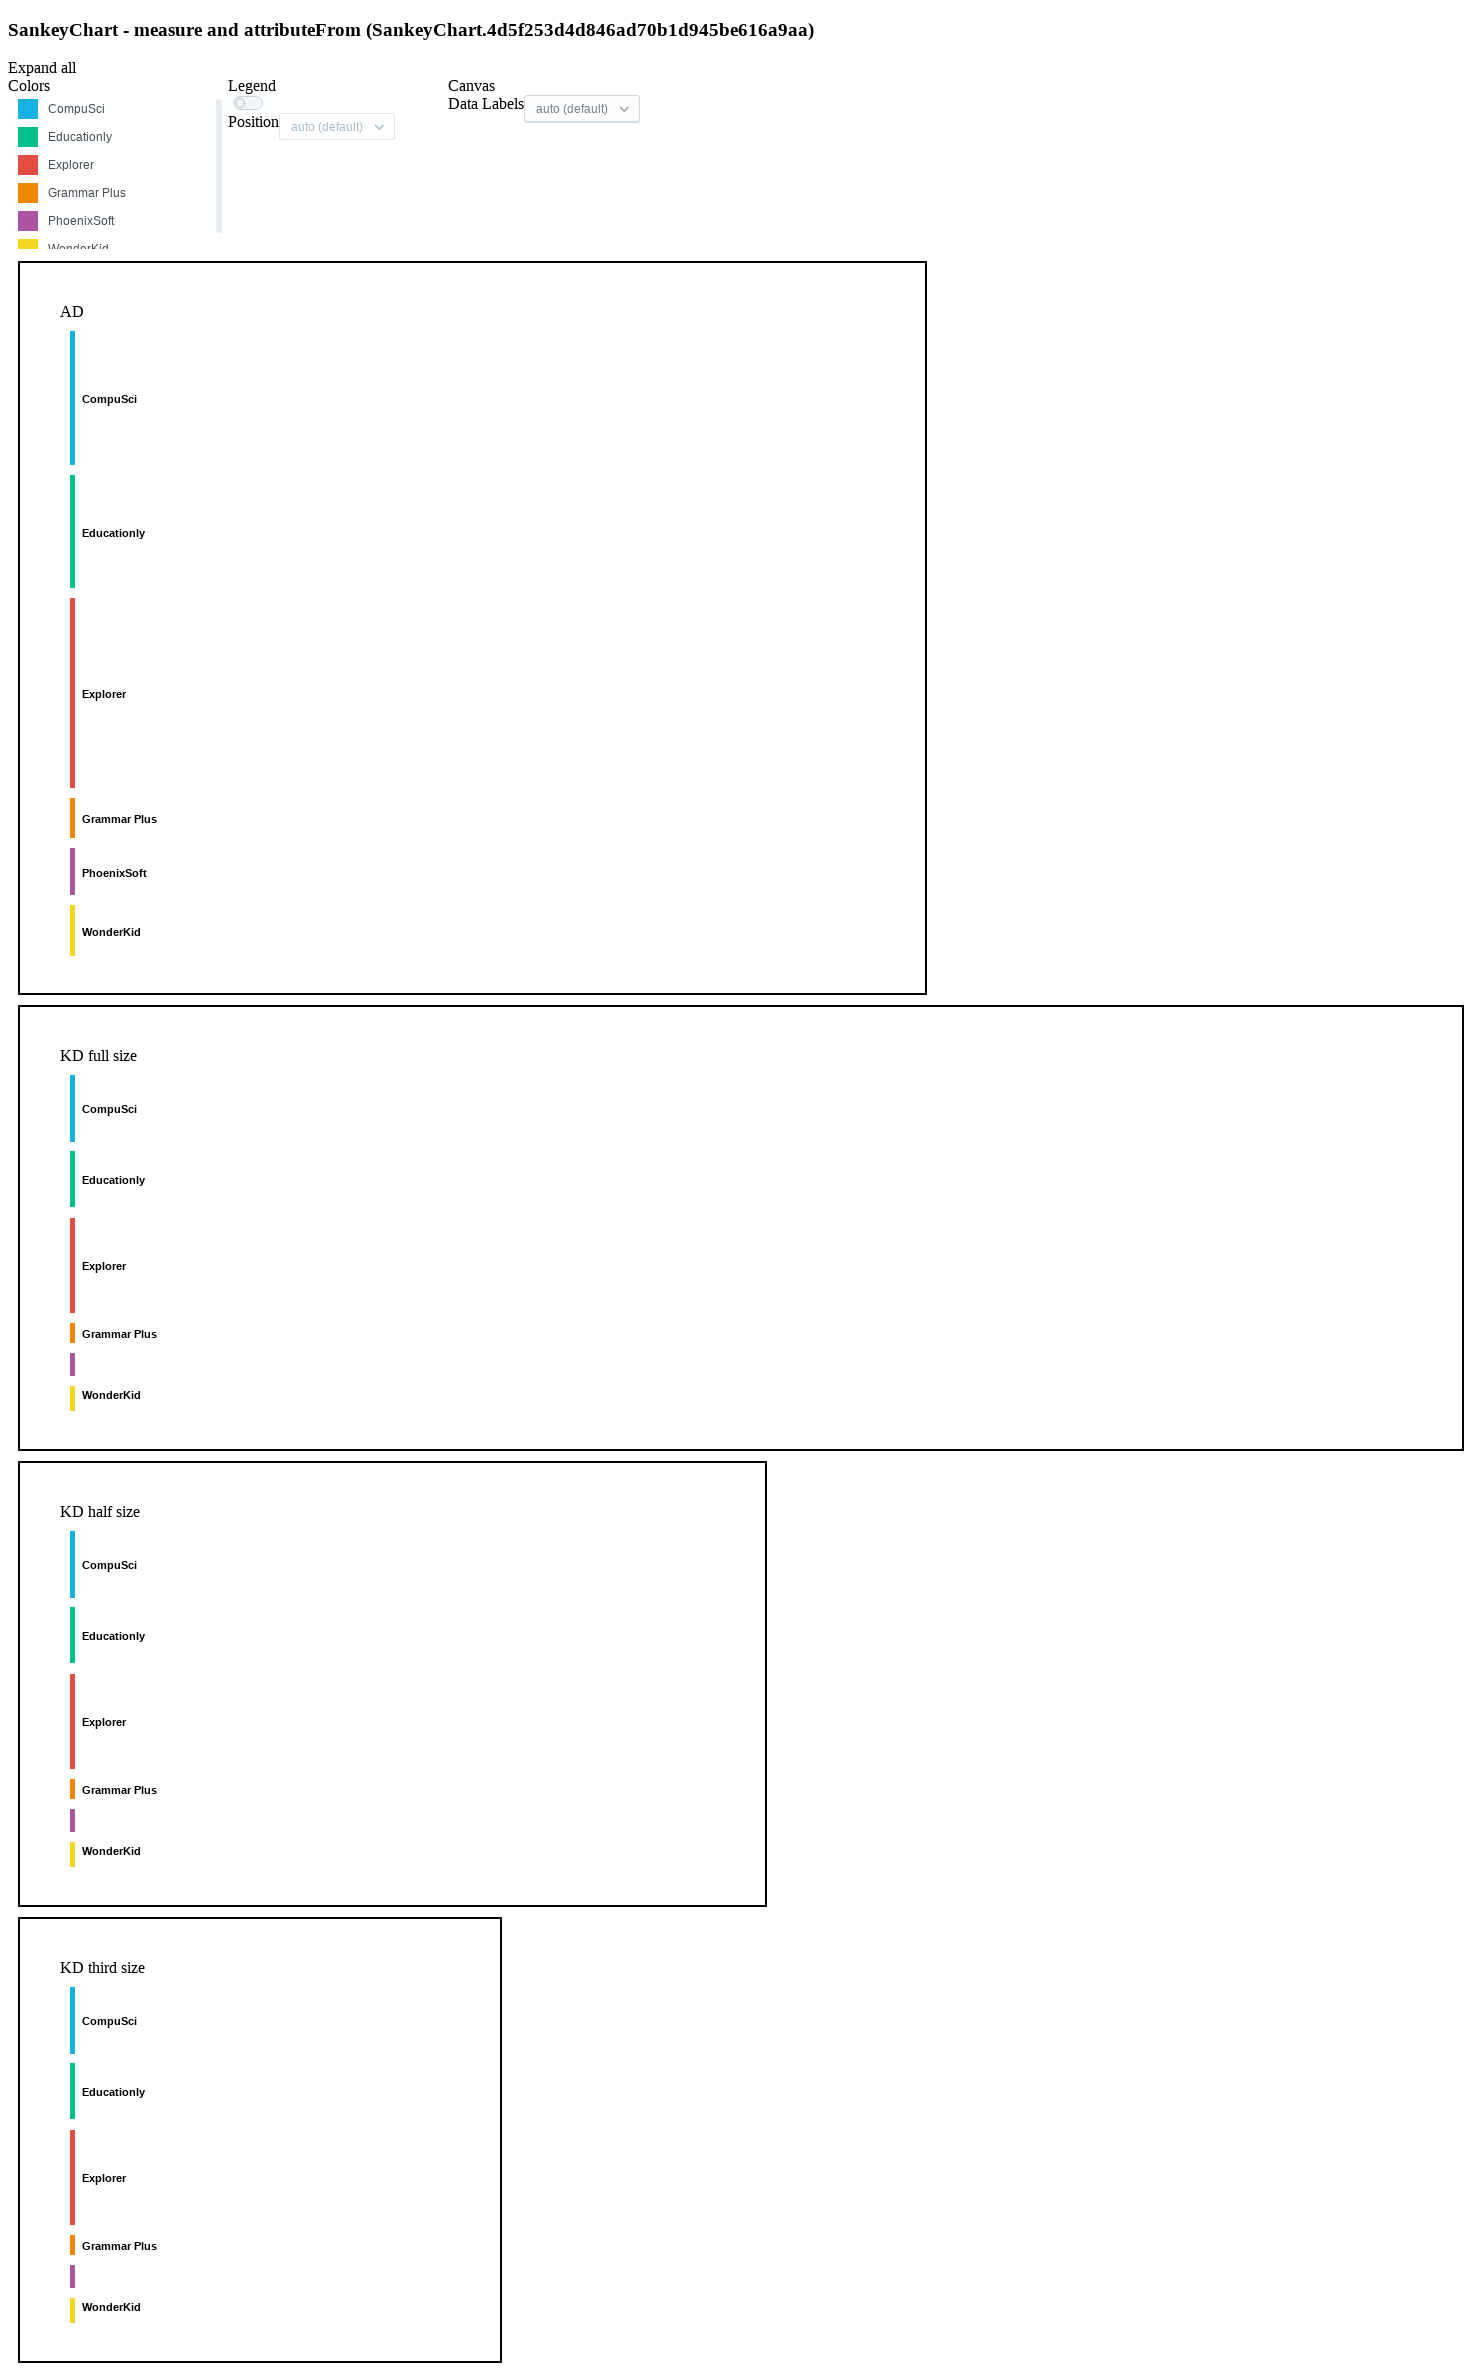 SankeyChart - measure and attributeFrom (SankeyChart.4d5f253d4d846ad70b1d945be616a9aa)
Expand all
Colors
CompuSci
Educationly
Explorer
Grammar Plus
PhoenixSoft
WonderKid
Legend
Position auto (default)
Canvas
Data Labels auto (default)
AD
CompuSci
Educationly
Explorer
Grammar Plus
PhoenixSoft
WonderKid
KD full size
CompuSci
Educationly
Explorer
Grammar Plus
WonderKid
KD half size
CompuSci
Educationly
Explorer
Grammar Plus
WonderKid
KD third size
CompuSci
Educationly
Explorer
Grammar Plus
WonderKid